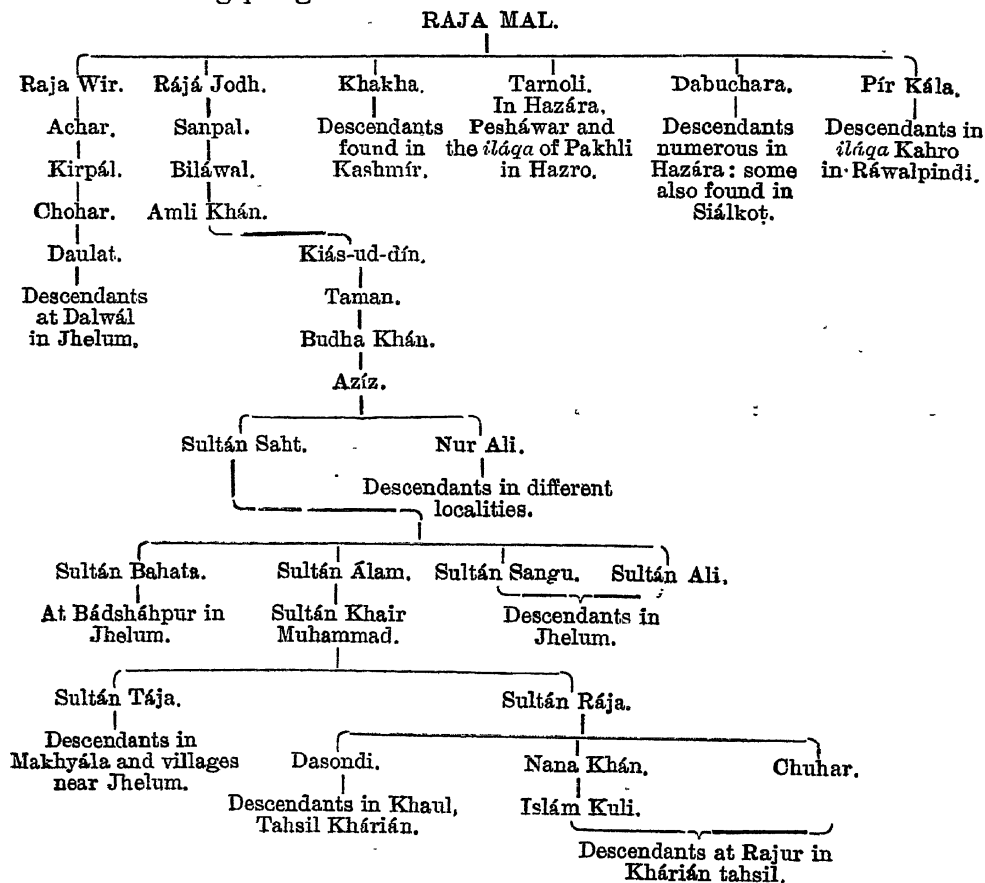 RAJA MAL.
Raja Wir. Rájá Jodh. Khakha. Tarnoli. Dabuchara. Pír Kála.
In Hazára,
Achar. Sanpal. Descendants Pesháwar and Descendants Descendants in
found in the iláqa of Pakhli numerous in iláqa Kahro
Kirpál. Biláwal. Kashmír. in Hazro. Hazára: some in Ráwalpindi.
also found in
Chohar. Amli Khán. Siálkoṭ.
Daulat. Kiás-ud-dín.
Descendants Taman.
at Dalwál
in Jhelum. Budha Khán.
Azíz.
Sultán Saht. Nur Ali.
Descendants in different
localities.
Sultán Bahata. Sultán Álam. Sultán Sangu. Sultán Ali.
At Bádsháhpur in Sultán Khair Descendants in
Jhelum. Muhammad. Jhelum.
Sultán Tája. Sultán Rája.
Descendants in
Makhyála and villages Dasondi. Nana Khán. Chuhar.
near Jhelum.
Descendants in Khaul, Islám Kuli.
Tahsil Khárián.
Descendants at Rajur in
Khárián tahsil.